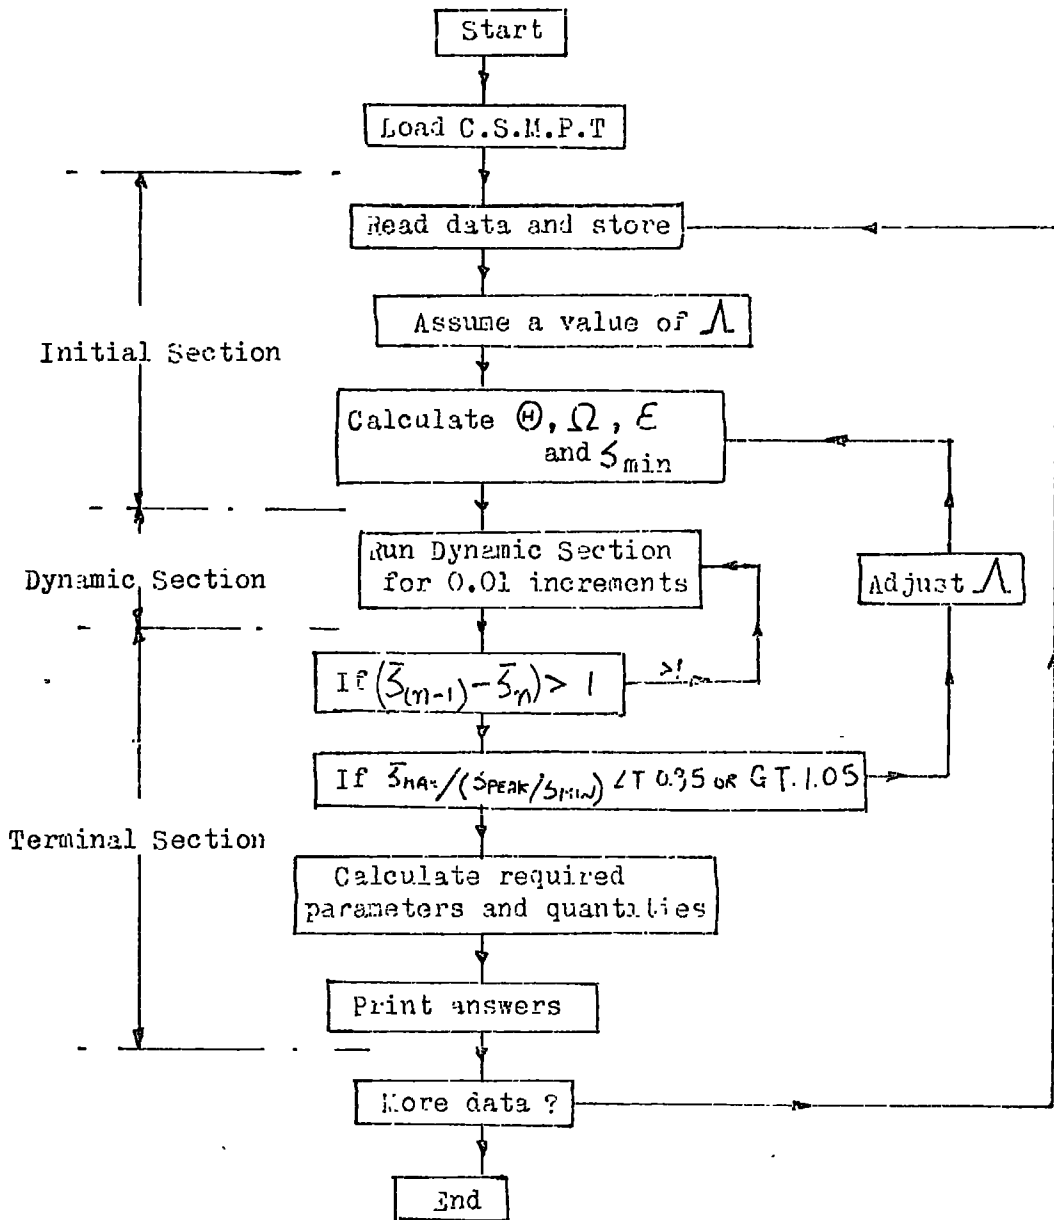 Start
Load C.S.M.P.T
Read data and store
Assume a value of Λ
Initial Section
Calculate Θ, Ω, ε
and ζmin
Run Dynamic Section
for 0.01 increments
Dynamic Section
Adjust Λ
If (ζ̄(n-1) - ζ̄n) > 1
>1
If ζ̄MAX/(ζPEAK/ζMIN) LT 0.95 OR GT.1.05
Terminal Section
Calculate required
parameters and quantities
Print answers
More data ?
End